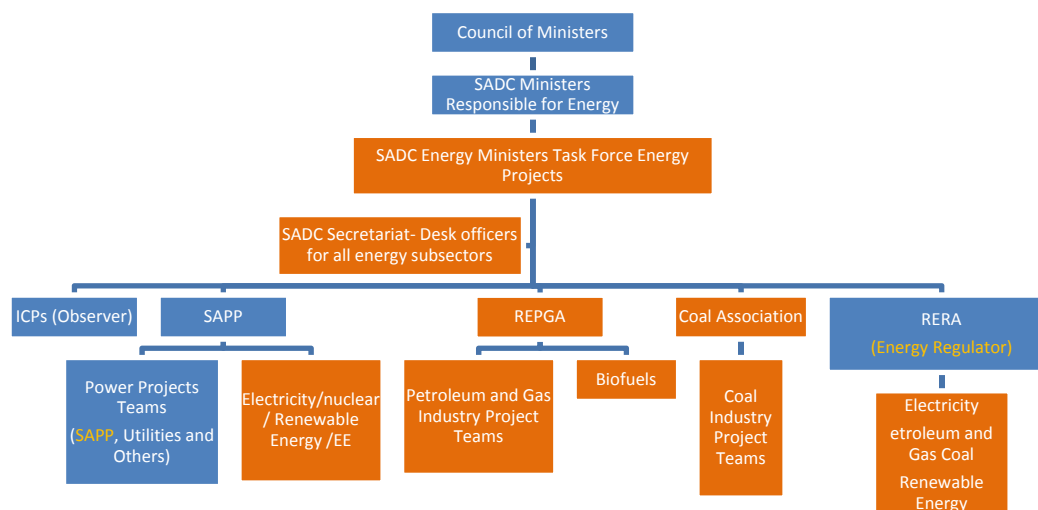 Council of Ministers
SADC Ministers
Responsible for Energy
SADC Energy Ministers Task Force Energy
Projects
SADC Secretariat- Desk officers
for all energy subsectors
ICPs (Observer)
SAPP
REPGA
Coal Association
RERA
(Energy Regulator)
Power Projects
Teams
(SAPP, Utilities and
Others)
Electricity/nuclear
/ Renewable
Energy /EE
Petroleum and Gas
Industry Project
Teams
Biofuels
Coal
Industry
Project
Teams
Electricity
etroleum and
Gas Coal
Renewable
Energy